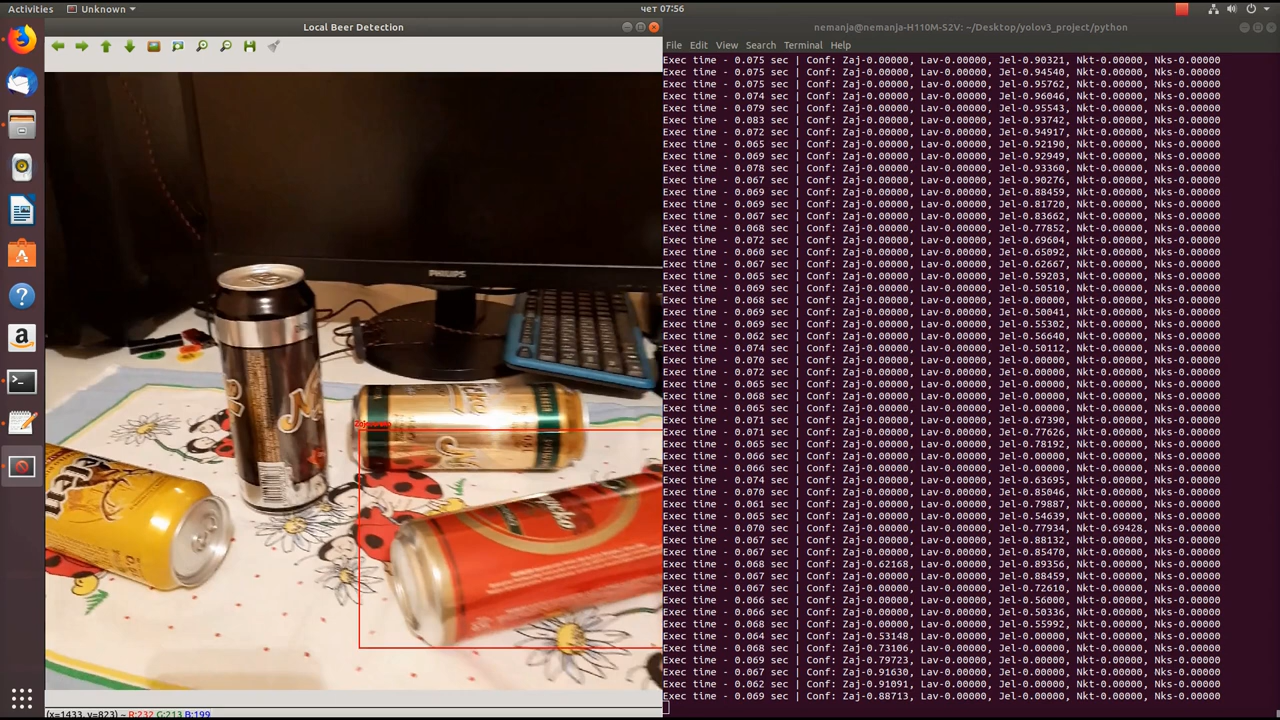 Activities
Unknown
чет 07:56
Local Beer Detection
PHILIPS
(x=1433, y=823) ~ R:232 G:213 B:199
nemanja@nemanja-H110M-S2V: ~/Desktop/yolov3_project/python
File Edit View Search Terminal Help
Exec time - 0.075 sec | Conf: Zaj-0.00000, Lav-0.00000, Jel-0.90321, Nkt-0.00000, Nks-0.00000
Exec time - 0.075 sec | Conf: Zaj-0.00000, Lav-0.00000, Jel-0.94540, Nkt-0.00000, Nks-0.00000
Exec time - 0.075 sec | Conf: Zaj-0.00000, Lav-0.00000, Jel-0.95762, Nkt-0.00000, Nks-0.00000
Exec time - 0.074 sec | Conf: Zaj-0.00000, Lav-0.00000, Jel-0.96046, Nkt-0.00000, Nks-0.00000
Exec time - 0.079 sec | Conf: Zaj-0.00000, Lav-0.00000, Jel-0.95543, Nkt-0.00000, Nks-0.00000
Exec time - 0.083 sec | Conf: Zaj-0.00000, Lav-0.00000, Jel-0.93742, Nkt-0.00000, Nks-0.00000
Exec time - 0.072 sec | Conf: Zaj-0.00000, Lav-0.00000, Jel-0.94917, Nkt-0.00000, Nks-0.00000
Exec time - 0.065 sec | Conf: Zaj-0.00000, Lav-0.00000, Jel-0.92190, Nkt-0.00000, Nks-0.00000
Exec time - 0.069 sec | Conf: Zaj-0.00000, Lav-0.00000, Jel-0.92949, Nkt-0.00000, Nks-0.00000
Exec time - 0.078 sec | Conf: Zaj-0.00000, Lav-0.00000, Jel-0.93360, Nkt-0.00000, Nks-0.00000
Exec time - 0.067 sec | Conf: Zaj-0.00000, Lav-0.00000, Jel-0.90276, Nkt-0.00000, Nks-0.00000
Exec time - 0.069 sec | Conf: Zaj-0.00000, Lav-0.00000, Jel-0.88459, Nkt-0.00000, Nks-0.00000
Exec time - 0.069 sec | Conf: Zaj-0.00000, Lav-0.00000, Jel-0.81720, Nkt-0.00000, Nks-0.00000
Exec time - 0.067 sec | Conf: Zaj-0.00000, Lav-0.00000, Jel-0.83662, Nkt-0.00000, Nks-0.00000
Exec time - 0.068 sec | Conf: Zaj-0.00000, Lav-0.00000, Jel-0.77852, Nkt-0.00000, Nks-0.00000
Exec time - 0.072 sec | Conf: Zaj-0.00000, Lav-0.00000, Jel-0.69604, Nkt-0.00000, Nks-0.00000
Exec time - 0.060 sec | Conf: Zaj-0.00000, Lav-0.00000, Jel-0.65092, Nkt-0.00000, Nks-0.00000
Exec time - 0.067 sec | Conf: Zaj-0.00000, Lav-0.00000, Jel-0.62667, Nkt-0.00000, Nks-0.00000
Exec time - 0.065 sec | Conf: Zaj-0.00000, Lav-0.00000, Jel-0.59203, Nkt-0.00000, Nks-0.00000
Exec time - 0.069 sec | Conf: Zaj-0.00000, Lav-0.00000, Jel-0.50510, Nkt-0.00000, Nks-0.00000
Exec time - 0.068 sec | Conf: Zaj-0.00000, Lav-0.00000, Jel-0.00000, Nkt-0.00000, Nks-0.00000
Exec time - 0.069 sec | Conf: Zaj-0.00000, Lav-0.00000, Jel-0.50041, Nkt-0.00000, Nks-0.00000
Exec time - 0.069 sec | Conf: Zaj-0.00000, Lav-0.00000, Jel-0.55302, Nkt-0.00000, Nks-0.00000
Exec time - 0.062 sec | Conf: Zaj-0.00000, Lav-0.00000, Jel-0.56640, Nkt-0.00000, Nks-0.00000
Exec time - 0.074 sec | Conf: Zaj-0.00000, Lav-0.00000, Jel-0.50112, Nkt-0.00000, Nks-0.00000
Exec time - 0.070 sec | Conf: Zaj-0.00000, Lav-0.00000, Jel-0.00000, Nkt-0.00000, Nks-0.00000
Exec time - 0.072 sec | Conf: Zaj-0.00000, Lav-0.00000, Jel-0.00000, Nkt-0.00000, Nks-0.00000
Exec time - 0.065 sec | Conf: Zaj-0.00000, Lav-0.00000, Jel-0.00000, Nkt-0.00000, Nks-0.00000
Exec time - 0.068 sec | Conf: Zaj-0.00000, Lav-0.00000, Jel-0.00000, Nkt-0.00000, Nks-0.00000
Exec time - 0.065 sec | Conf: Zaj-0.00000, Lav-0.00000, Jel-0.00000, Nkt-0.00000, Nks-0.00000
Exec time - 0.071 sec | Conf: Zaj-0.00000, Lav-0.00000, Jel-0.67390, Nkt-0.00000, Nks-0.00000
Exec time - 0.071 sec | Conf: Zaj-0.00000, Lav-0.00000, Jel-0.77626, Nkt-0.00000, Nks-0.00000
Exec time - 0.065 sec | Conf: Zaj-0.00000, Lav-0.00000, Jel-0.78192, Nkt-0.00000, Nks-0.00000
Exec time - 0.066 sec | Conf: Zaj-0.00000, Lav-0.00000, Jel-0.00000, Nkt-0.00000, Nks-0.00000
Exec time - 0.066 sec | Conf: Zaj-0.00000, Lav-0.00000, Jel-0.00000, Nkt-0.00000, Nks-0.00000
Exec time - 0.074 sec | Conf: Zaj-0.00000, Lav-0.00000, Jel-0.63695, Nkt-0.00000, Nks-0.00000
Exec time - 0.070 sec | Conf: Zaj-0.00000, Lav-0.00000, Jel-0.85046, Nkt-0.00000, Nks-0.00000
Exec time - 0.061 sec | Conf: Zaj-0.00000, Lav-0.00000, Jel-0.79887, Nkt-0.00000, Nks-0.00000
Exec time - 0.065 sec | Conf: Zaj-0.00000, Lav-0.00000, Jel-0.54639, Nkt-0.00000, Nks-0.00000
Exec time - 0.070 sec | Conf: Zaj-0.00000, Lav-0.00000, Jel-0.77934, Nkt-0.69428, Nks-0.00000
Exec time - 0.067 sec | Conf: Zaj-0.00000, Lav-0.00000, Jel-0.88132, Nkt-0.00000, Nks-0.00000
Exec time - 0.067 sec | Conf: Zaj-0.00000, Lav-0.00000, Jel-0.85470, Nkt-0.00000, Nks-0.00000
Exec time - 0.068 sec | Conf: Zaj-0.62168, Lav-0.00000, Jel-0.89356, Nkt-0.00000, Nks-0.00000
Exec time - 0.067 sec | Conf: Zaj-0.00000, Lav-0.00000, Jel-0.88459, Nkt-0.00000, Nks-0.00000
Exec time - 0.067 sec | Conf: Zaj-0.00000, Lav-0.00000, Jel-0.72610, Nkt-0.00000, Nks-0.00000
Exec time - 0.066 sec | Conf: Zaj-0.00000, Lav-0.00000, Jel-0.56000, Nkt-0.00000, Nks-0.00000
Exec time - 0.066 sec | Conf: Zaj-0.00000, Lav-0.00000, Jel-0.50336, Nkt-0.00000, Nks-0.00000
Exec time - 0.068 sec | Conf: Zaj-0.00000, Lav-0.00000, Jel-0.55992, Nkt-0.00000, Nks-0.00000
Exec time - 0.064 sec | Conf: Zaj-0.53148, Lav-0.00000, Jel-0.00000, Nkt-0.00000, Nks-0.00000
Exec time - 0.068 sec | Conf: Zaj-0.73106, Lav-0.00000, Jel-0.00000, Nkt-0.00000, Nks-0.00000
Exec time - 0.069 sec | Conf: Zaj-0.79723, Lav-0.00000, Jel-0.00000, Nkt-0.00000, Nks-0.00000
Exec time - 0.067 sec | Conf: Zaj-0.91630, Lav-0.00000, Jel-0.00000, Nkt-0.00000, Nks-0.00000
Exec time - 0.062 sec | Conf: Zaj-0.91091, Lav-0.00000, Jel-0.00000, Nkt-0.00000, Nks-0.00000
Exec time - 0.069 sec | Conf: Zaj-0.88713, Lav-0.00000, Jel-0.00000, Nkt-0.00000, Nks-0.00000